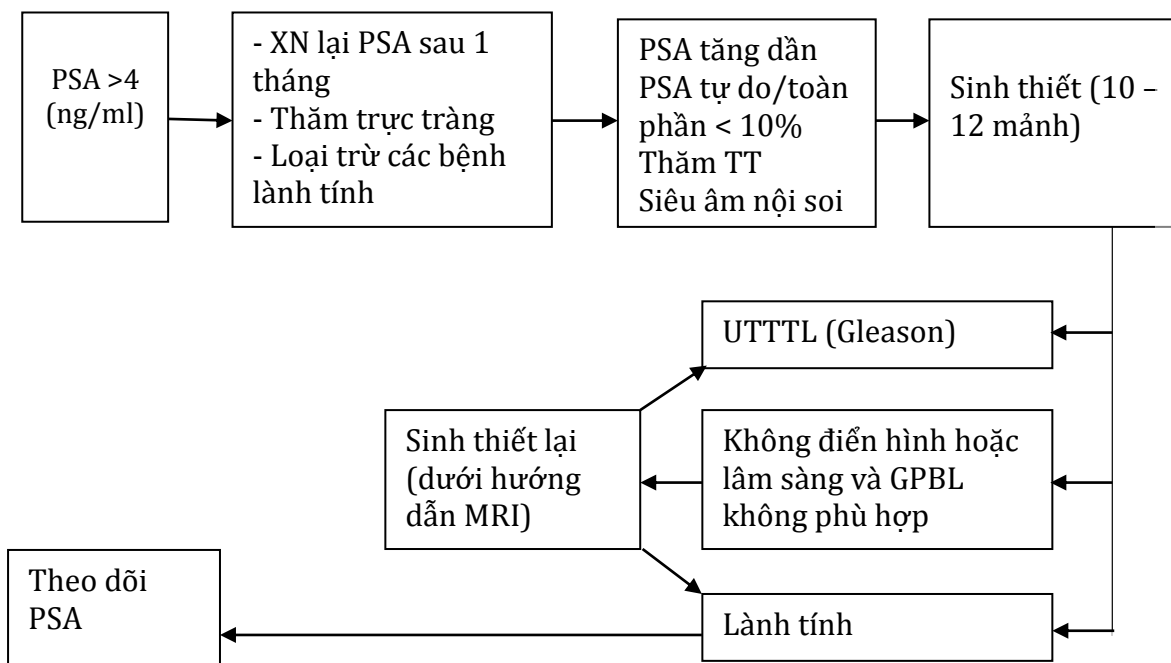 PSA >4
(ng/ml)
- XN lại PSA sau 1
tháng
- Thăm trực tràng
- Loại trừ các bệnh
lành tính
PSA tăng dần
PSA tự do/toàn
phần < 10%
Thăm TT
Siêu âm nội soi
Sinh thiết (10 –
12 mảnh)
UTTTL (Gleason)
Sinh thiết lại
(dưới hướng
dẫn MRI)
Không điển hình hoặc
lâm sàng và GPBL
không phù hợp
Theo dõi
PSA
Lành tính